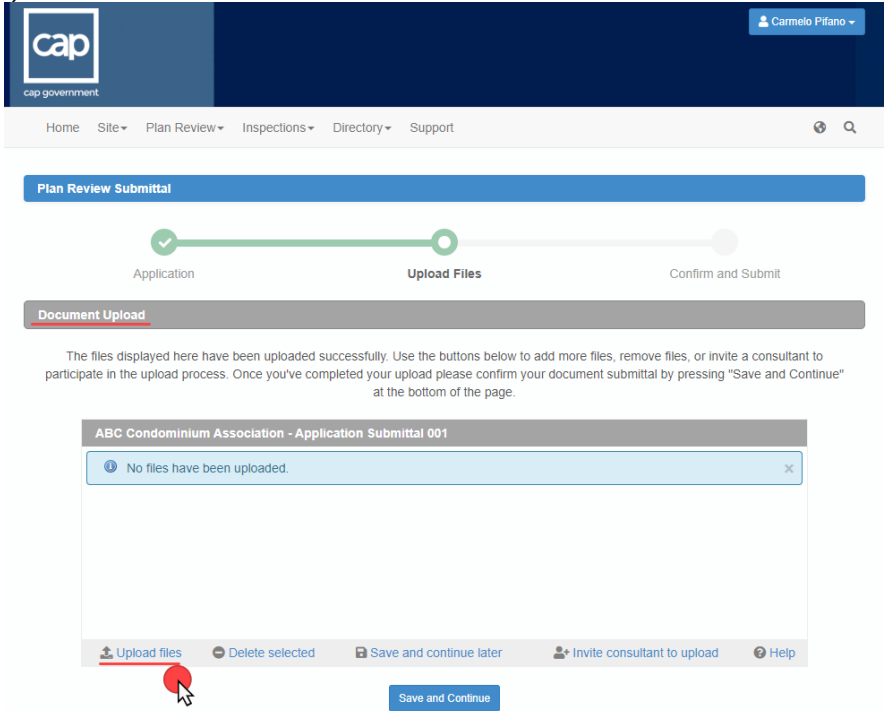 Carmelo Pifano
cap
cap government
Home Site Plan Review Inspections Directory Support
Plan Review Submittal
Application Upload Files Confirm and Submit
Document Upload
The files displayed here have been uploaded successfully. Use the buttons below to add more files, remove files, or invite a consultant to
participate in the upload process. Once you've completed your upload please confirm your document submittal by pressing "Save and Continue"
at the bottom of the page.
ABC Condominium Association - Application Submittal 001
No files have been uploaded. ×
Upload files Delete selected Save and continue later Invite consultant to upload Help
Save and Continue